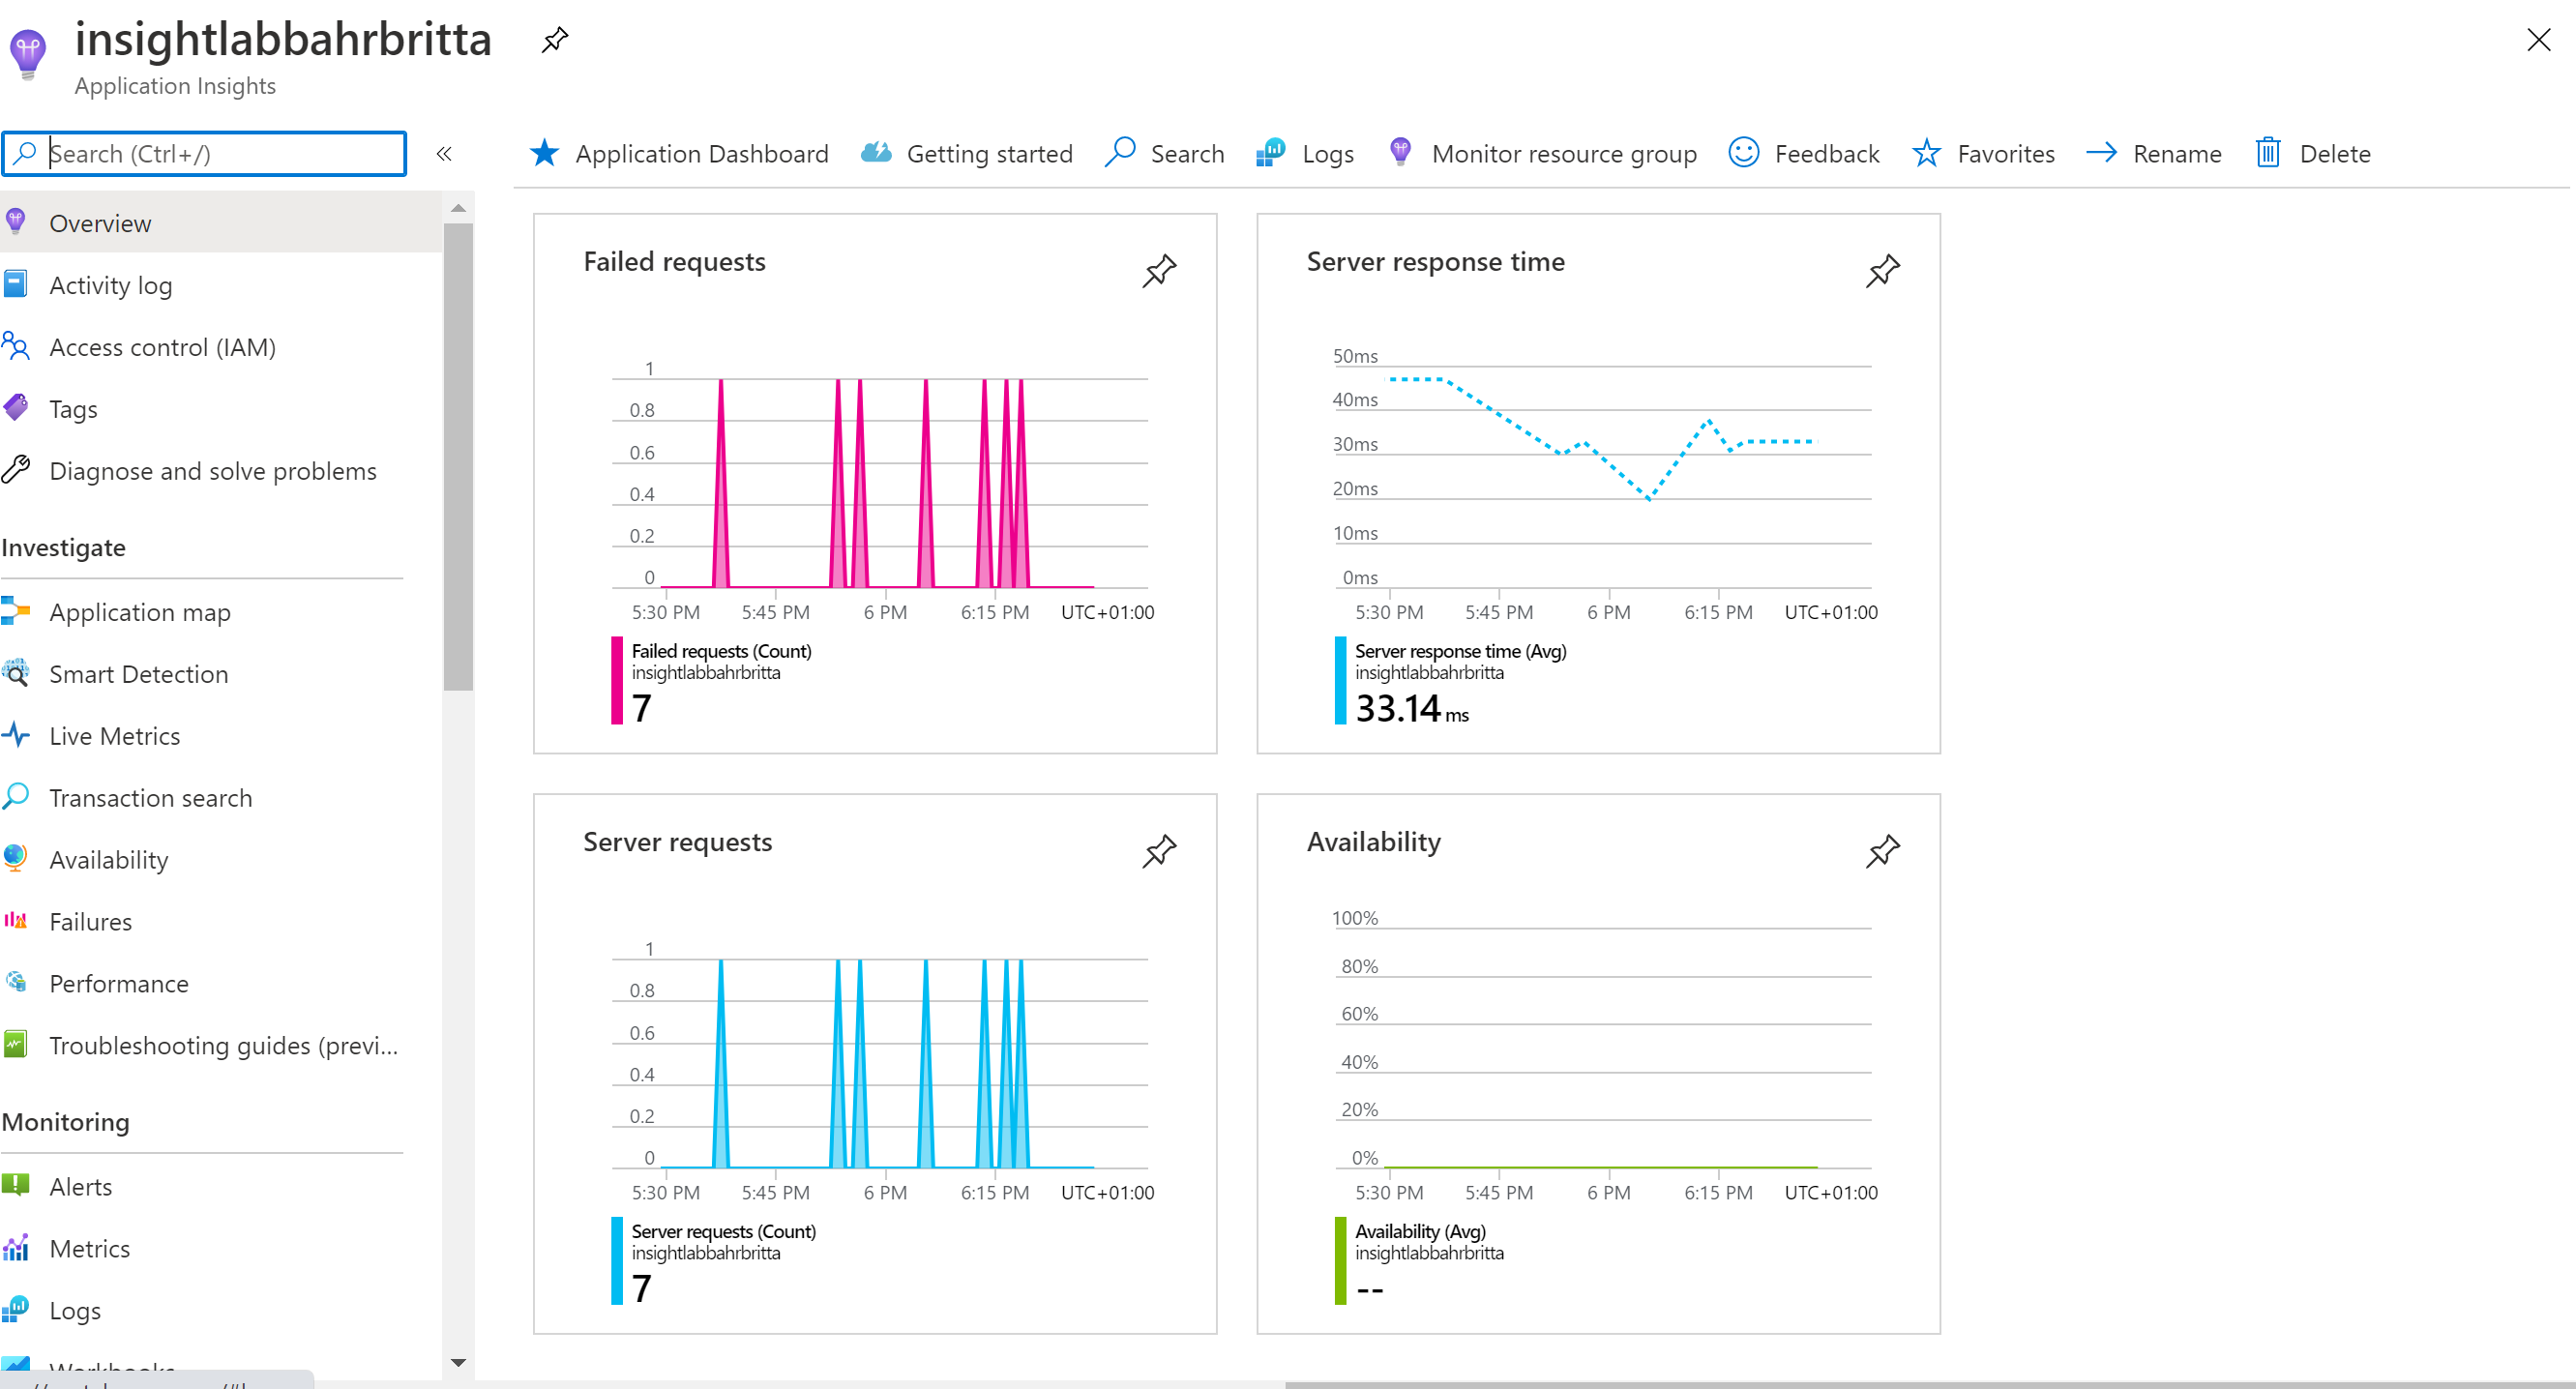 insightlabbahrbritta
Application Insights
Search (Ctrl+/)
«
Application Dashboard
Getting started
Search
Logs
Monitor resource group
Feedback
Favorites
Rename
Delete
Overview
Activity log
Access control (IAM)
Tags
Diagnose and solve problems
Investigate
Application map
Smart Detection
Live Metrics
Transaction search
Availability
Failures
Performance
Troubleshooting guides (previ...
Monitoring
Alerts
Metrics
Logs
Workbooks
Failed requests
1
0.8
0.6
0.4
0.2
0
5:30 PM 5:45 PM 6 PM 6:15 PM UTC+01:00
Failed requests (Count)
insightlabbahrbritta
7
Server response time
50ms
40ms
30ms
20ms
10ms
0ms
5:30 PM 5:45 PM 6 PM 6:15 PM UTC+01:00
Server response time (Avg)
insightlabbahrbritta
33.14 ms
Server requests
1
0.8
0.6
0.4
0.2
0
5:30 PM 5:45 PM 6 PM 6:15 PM UTC+01:00
Server requests (Count)
insightlabbahrbritta
7
Availability
100%
80%
60%
40%
20%
0%
5:30 PM 5:45 PM 6 PM 6:15 PM UTC+01:00
Availability (Avg)
insightlabbahrbritta
--